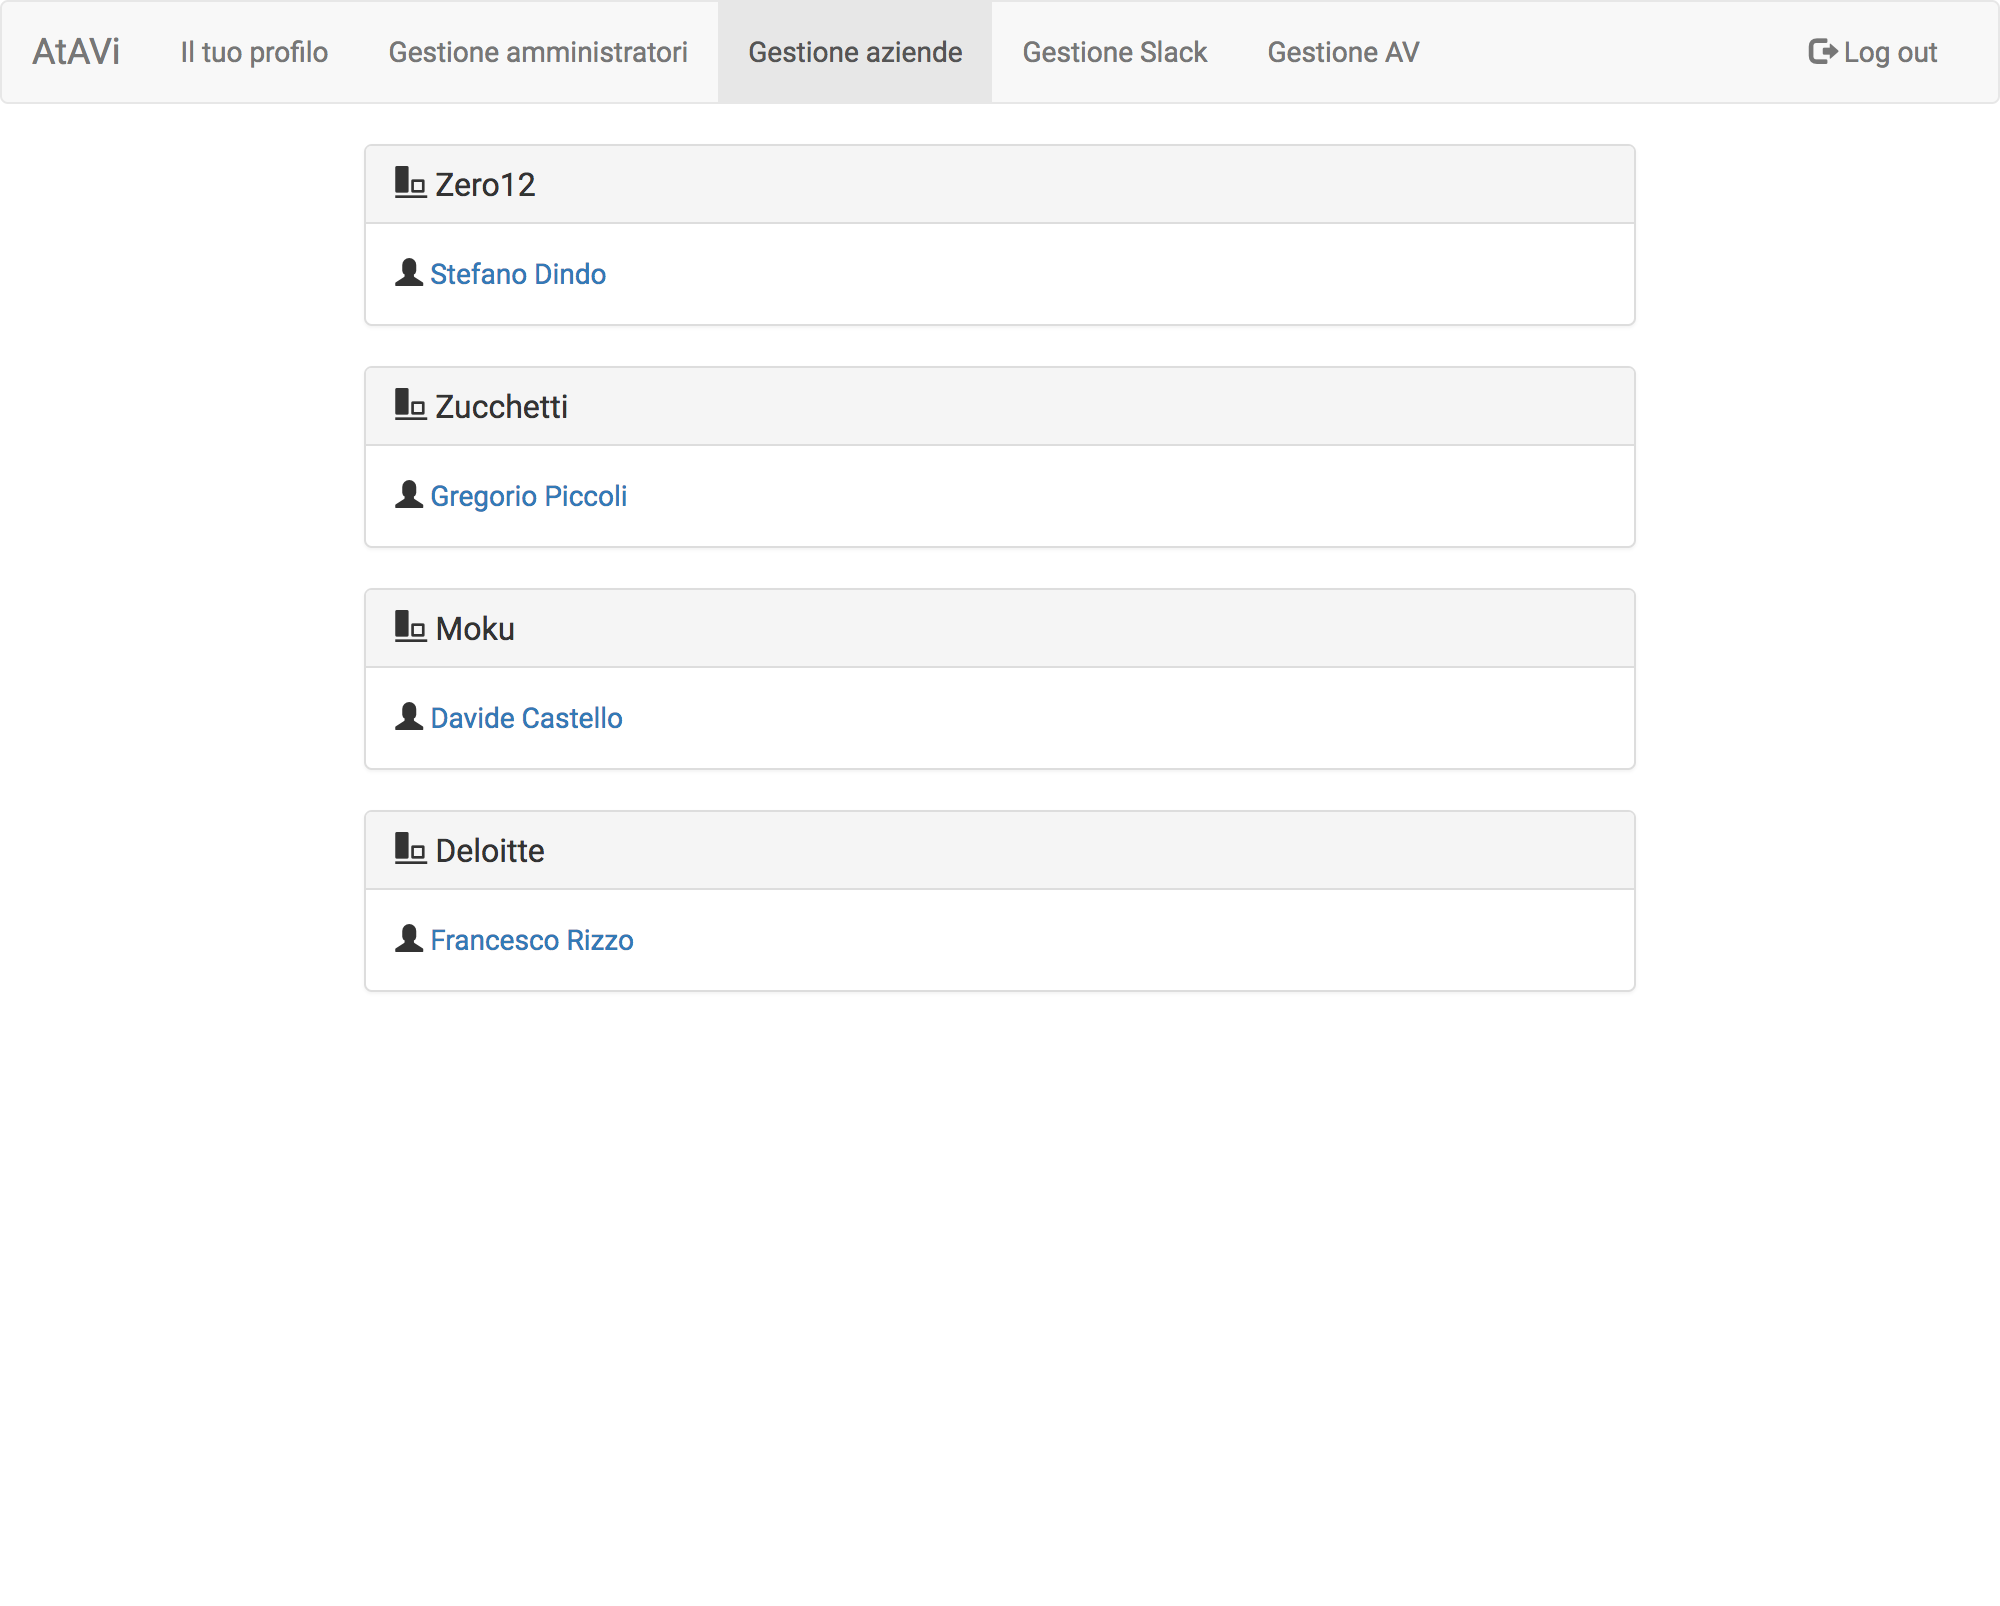 AtAVi Il tuo profilo Gestione amministratori Gestione aziende Gestione Slack Gestione AV Log out
Zero12
Stefano Dindo
Zucchetti
Gregorio Piccoli
Moku
Davide Castello
Deloitte
Francesco Rizzo